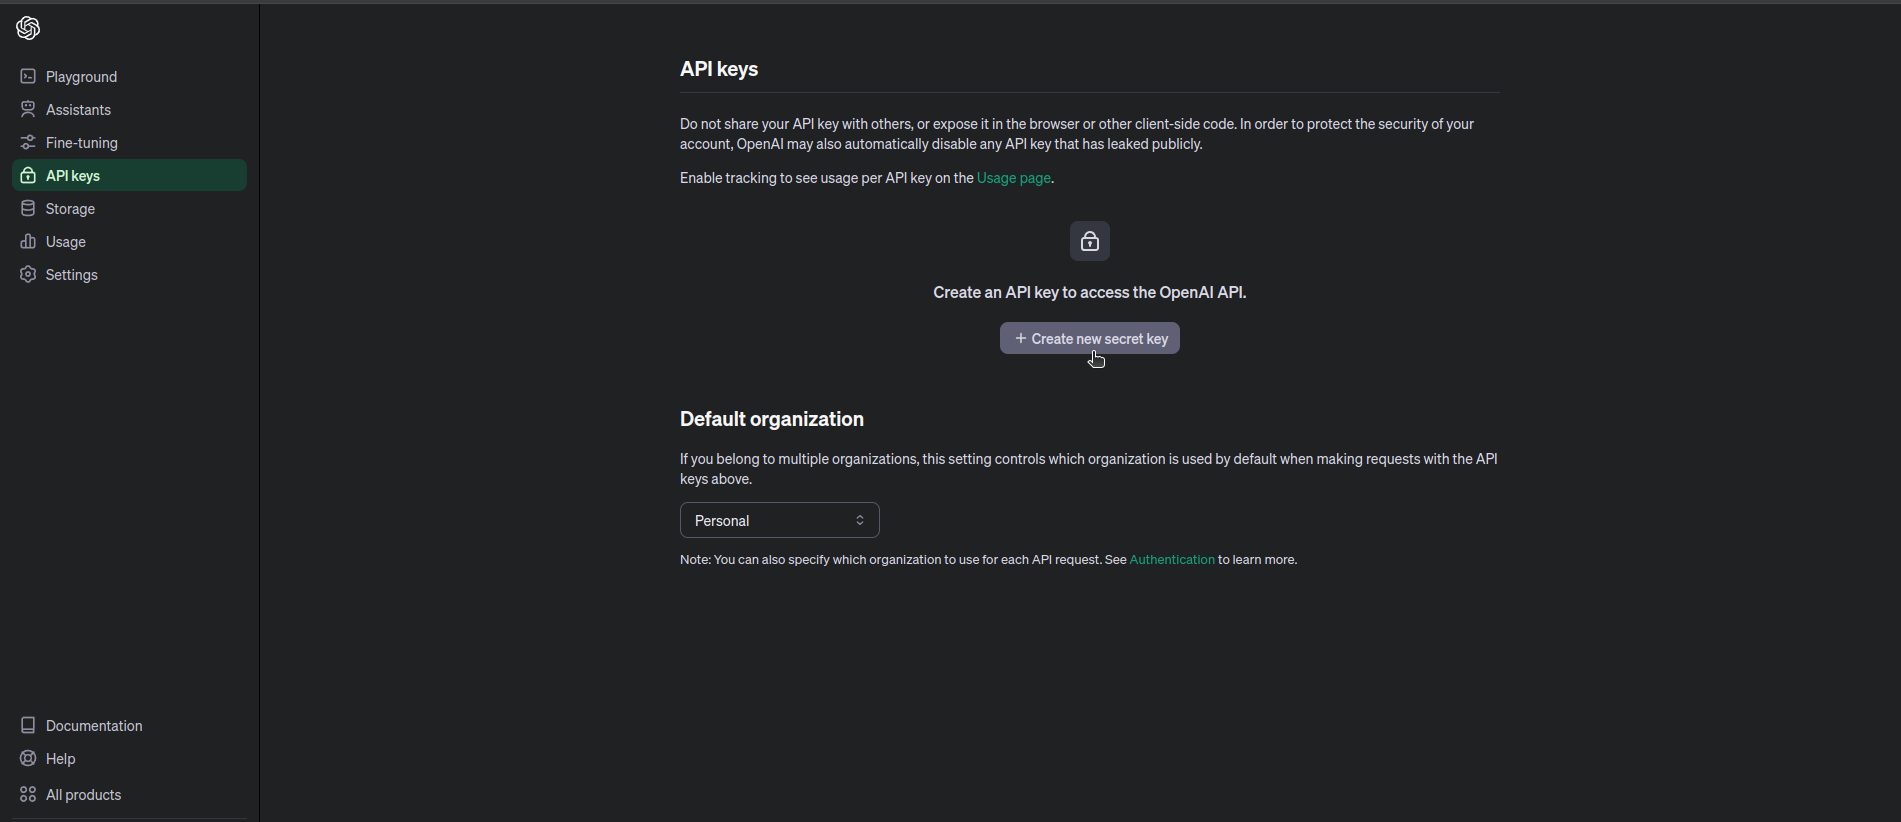 Playground
Assistants
Fine-tuning
API keys
Storage
Usage
Settings
Documentation
Help
All products
API keys
Do not share your API key with others, or expose it in the browser or other client-side code. In order to protect the security of your
account, OpenAI may also automatically disable any API key that has leaked publicly.
Enable tracking to see usage per API key on the Usage page.
Create an API key to access the OpenAI API.
+ Create new secret key
Default organization
If you belong to multiple organizations, this setting controls which organization is used by default when making requests with the API
keys above.
Personal
Note: You can also specify which organization to use for each API request. See Authentication to learn more.